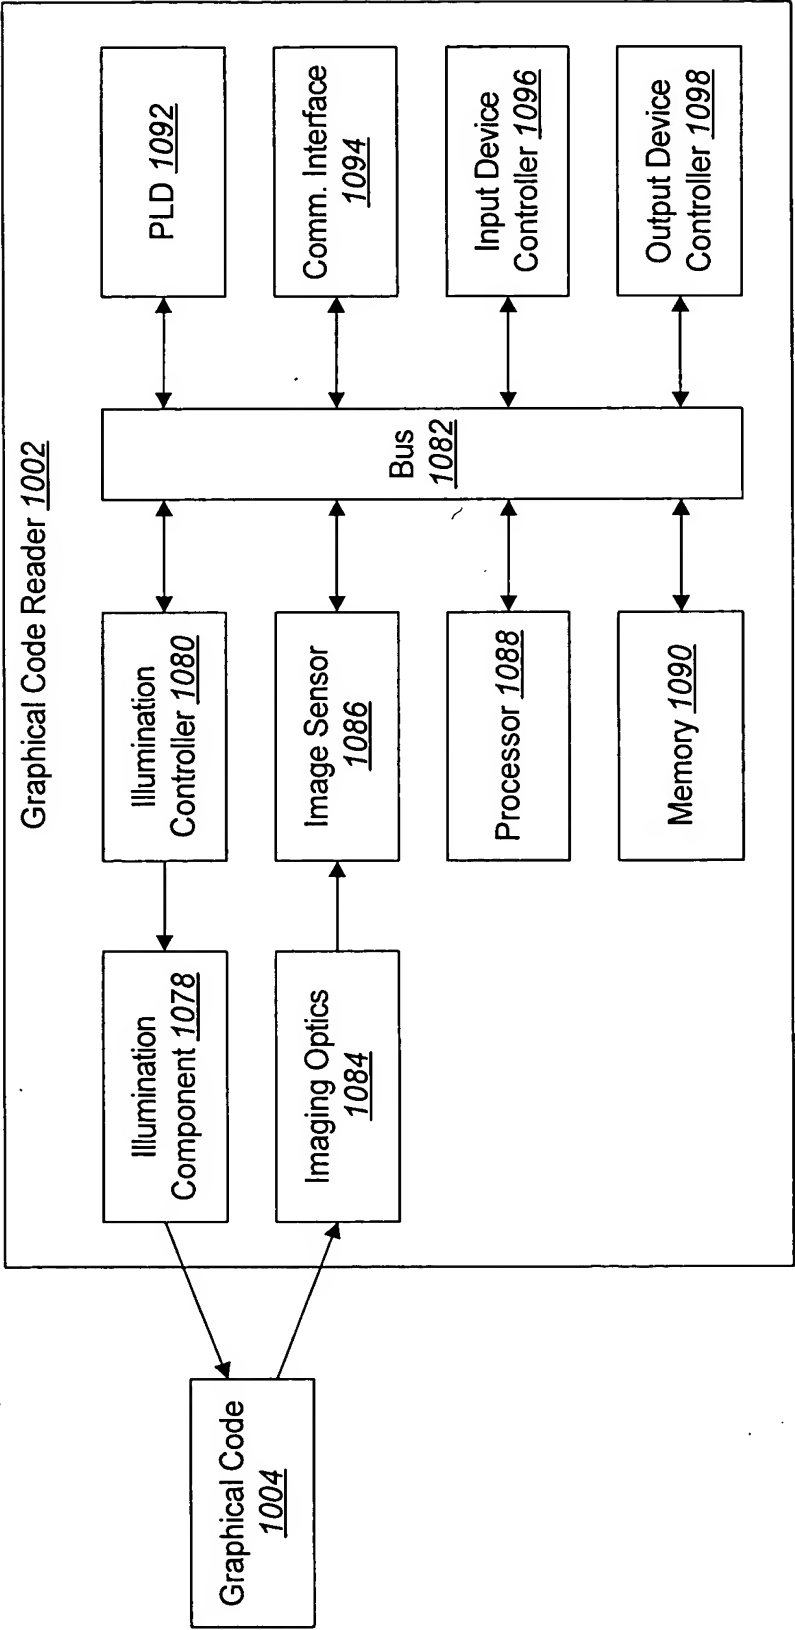 Graphical Code Reader 1002
Graphical Code
1004
Illumination
Component 1078
Illumination
Controller 1080
Imaging Optics
1084
Image Sensor
1086
Processor 1088
Memory 1090
Bus
1082
PLD 1092
Comm. Interface
1094
Input Device
Controller 1096
Output Device
Controller 1098